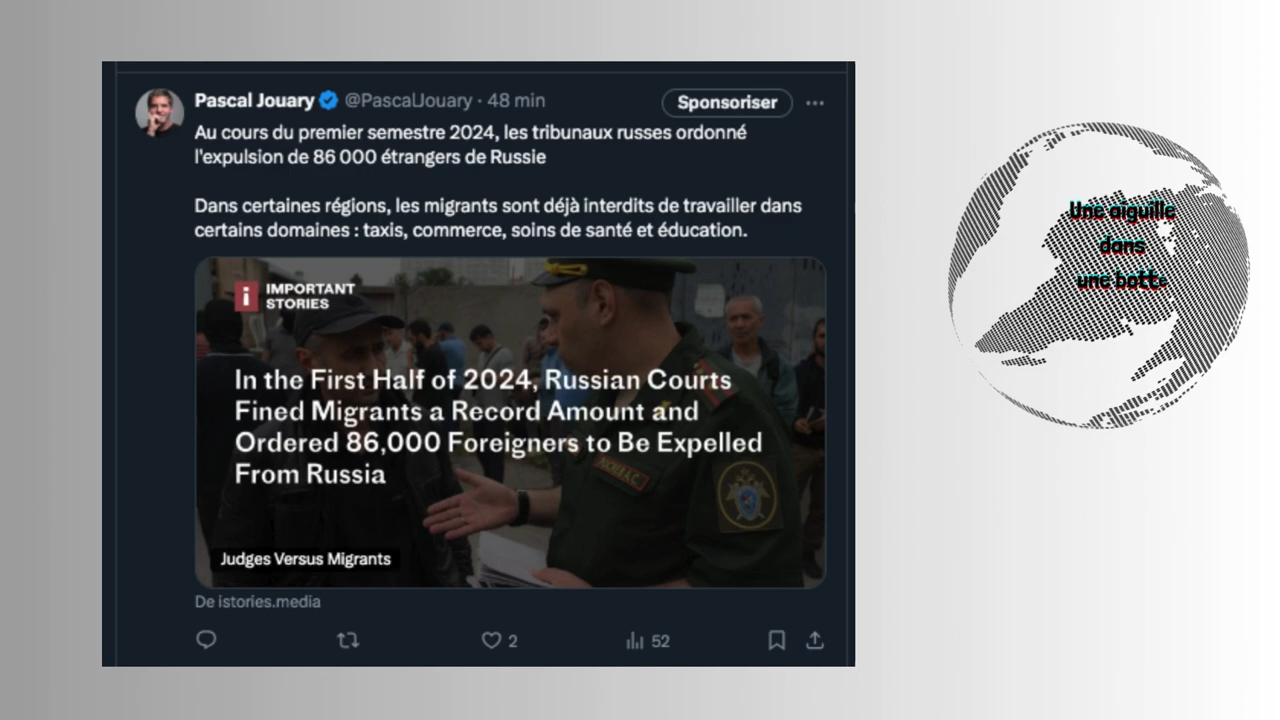 Pascal Jouary @PascalJouary · 48 min
Sponsoriser
Au cours du premier semestre 2024, les tribunaux russes ordonné
l'expulsion de 86 000 étrangers de Russie
Dans certaines régions, les migrants sont déjà interdits de travailler dans
certains domaines : taxis, commerce, soins de santé et éducation.
i IMPORTANT
STORIES
In the First Half of 2024, Russian Courts
Fined Migrants a Record Amount and
Ordered 86,000 Foreigners to Be Expelled
From Russia
Judges Versus Migrants
De istories.media
2
52
Une aiguille
dans
une botte